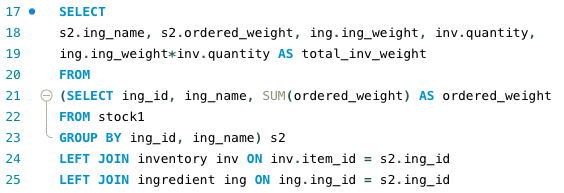 17 SELECT
18 s2.ing_name, s2.ordered_weight, ing.ing_weight, inv.quantity,
19 ing.ing_weight*inv.quantity AS total_inv_weight
20 FROM
21 (SELECT ing_id, ing_name, SUM(ordered_weight) AS ordered_weight
22 FROM stock1
23 GROUP BY ing_id, ing_name) s2
24 LEFT JOIN inventory inv ON inv.item_id = s2.ing_id
25 LEFT JOIN ingredient ing ON ing.ing_id = s2.ing_id